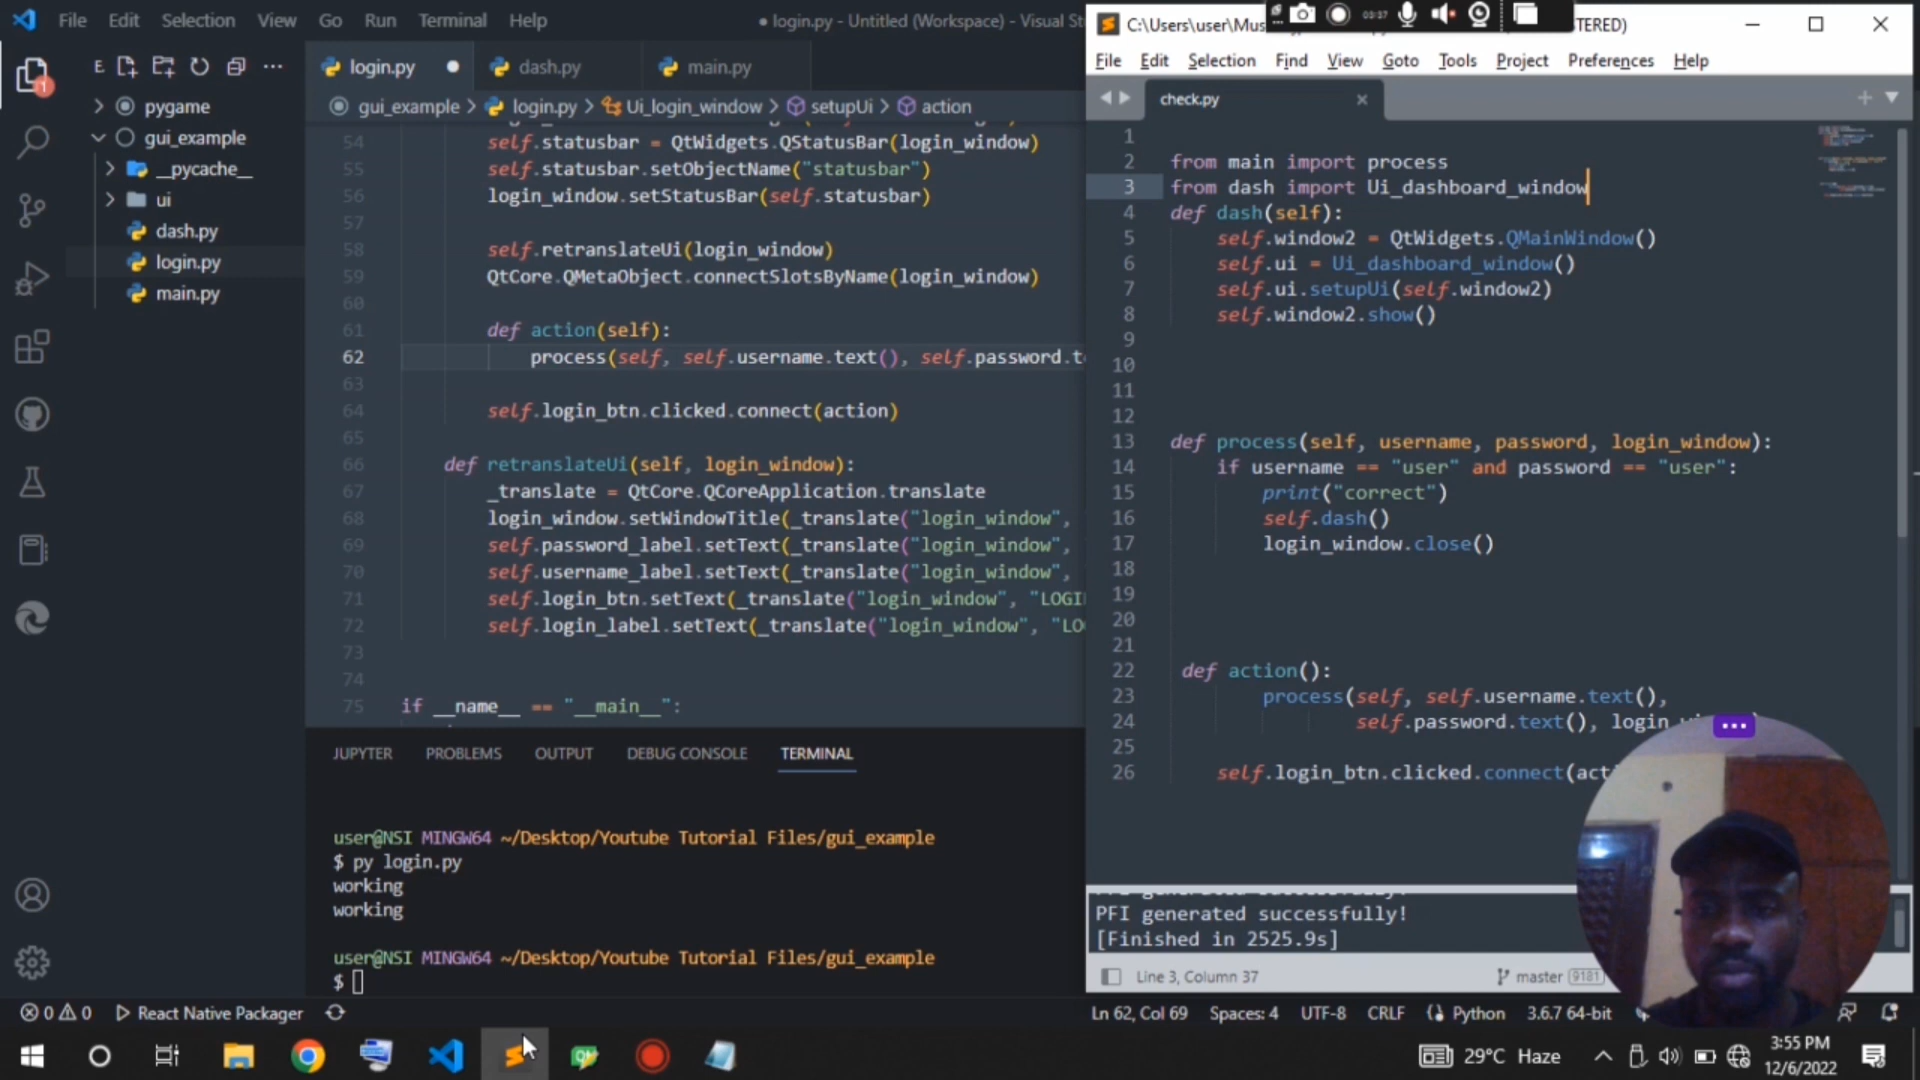 File Edit Selection View Go Run Terminal Help
● login.py - Untitled (Workspace) - Visual Stu
E
pygame
gui_example
__pycache__
ui
dash.py
login.py
main.py
1
login.py ● dash.py main.py
gui_example > login.py > Ui_login_window > setupUi > action
54 self.statusbar = QtWidgets.QStatusBar(login_window)
55 self.statusbar.setObjectName("statusbar")
56 login_window.setStatusBar(self.statusbar)
57
58 self.retranslateUi(login_window)
59 QtCore.QMetaObject.connectSlotsByName(login_window)
60
61 def action(self):
62 process(self, self.username.text(), self.password.te
63
64 self.login_btn.clicked.connect(action)
65
66 def retranslateUi(self, login_window):
67 _translate = QtCore.QCoreApplication.translate
68 login_window.setWindowTitle(_translate("login_window",
69 self.password_label.setText(_translate("login_window",
70 self.username_label.setText(_translate("login_window",
71 self.login_btn.setText(_translate("login_window", "LOGI
72 self.login_label.setText(_translate("login_window", "LO
73
74
75 if __name__ == "__main__":
JUPYTER PROBLEMS OUTPUT DEBUG CONSOLE TERMINAL
user@NSI MINGW64 ~/Desktop/Youtube Tutorial Files/gui_example
$ py login.py
working
working
user@NSI MINGW64 ~/Desktop/Youtube Tutorial Files/gui_example
$
C:\Users\user\Mus
03:37
TERED)
File Edit Selection Find View Goto Tools Project Preferences Help
check.py
1
2 from main import process
3 from dash import Ui_dashboard_window
4 def dash(self):
5 self.window2 = QtWidgets.QMainWindow()
6 self.ui = Ui_dashboard_window()
7 self.ui.setupUi(self.window2)
8 self.window2.show()
9
10
11
12
13 def process(self, username, password, login_window):
14 if username == "user" and password == "user":
15 print("correct")
16 self.dash()
17 login_window.close()
18
19
20
21
22 def action():
23 process(self, self.username.text(),
24 self.password.text(), login
25
26 self.login_btn.clicked.connect(act
PFI generated successfully!
[Finished in 2525.9s]
Line 3, Column 37 master 9181
0 0 React Native Packager
Ln 62, Col 69 Spaces: 4 UTF-8 CRLF Python 3.6.7 64-bit
29°C Haze
3:55 PM
12/6/2022